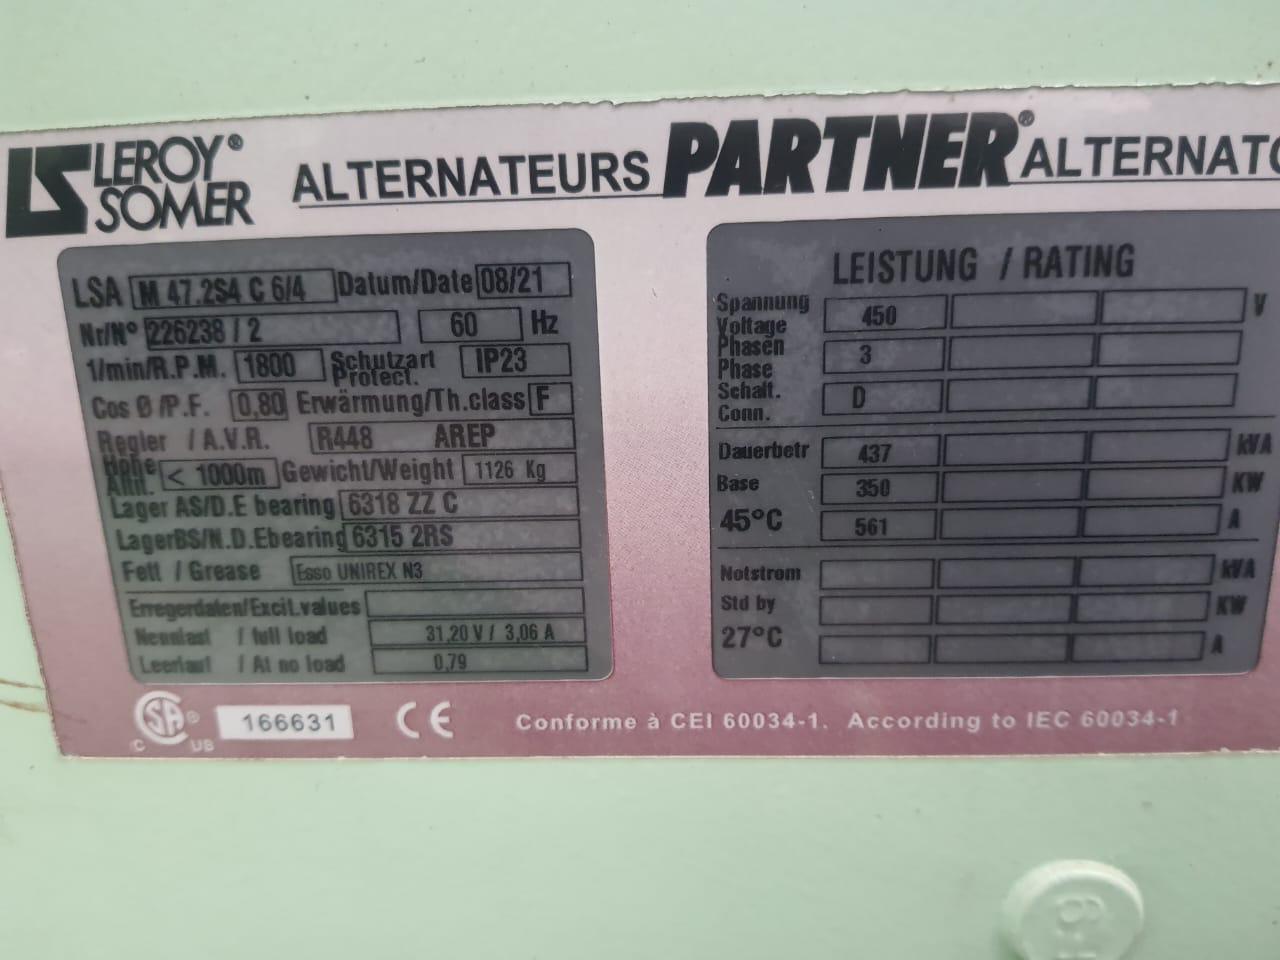 LEROY®
SOMER
ALTERNATEURS PARTNER® ALTERNATO
LSA M 47.2S4 C 6/4 Datum/Date 08/21
Nr/N° 226238 / 2 60 Hz
1/min/R.P.M. 1800 Schutzart Protect. IP23
Cos Ø /P.F. 0,80 Erwärmung/Th.class F
Regler / A.V.R. R448 AREP
Höhe Altit. < 1000m Gewicht/Weight 1126 Kg
Lager AS/D.E bearing 6318 ZZ C
LagerBS/N.D.Ebearing 6315 2RS
Fett / Grease Esso UNIREX N3
Erregerdaten/Excit.values
Nennlast / full load 31,20 V / 3,06 A
Leerlauf / At no load 0,79
LEISTUNG / RATING
Spannung
Voltage 450 V
Phasen
Phase 3
Schalt.
Conn. D
Dauerbetr 437 kVA
Base 350 KW
45°C 561 A
Notstrom kVA
Std by KW
27°C A
SA ®
C US
166631
CE
Conforme à CEI 60034-1. According to IEC 60034-1